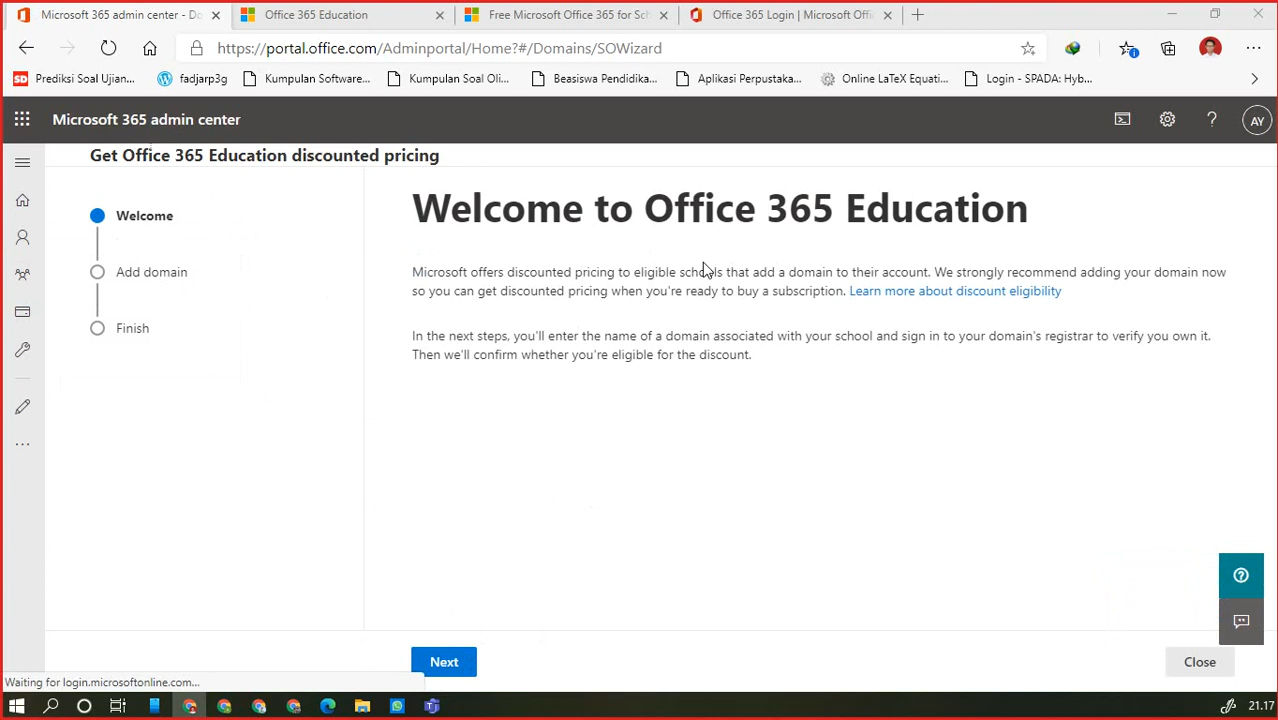 Microsoft 365 admin center - Do
Office 365 Education
Free Microsoft Office 365 for Sch
Office 365 Login | Microsoft Offi
https://portal.office.com/Adminportal/Home?#/Domains/SOWizard
SD Prediksi Soal Ujian...
fadjarp3g
Kumpulan Software...
Kumpulan Soal Oli...
Beasiswa Pendidika...
Aplikasi Perpustaka...
Online LaTeX Equati...
Login - SPADA: Hyb...
Microsoft 365 admin center
AY
Get Office 365 Education discounted pricing
Welcome
Add domain
Finish
Welcome to Office 365 Education
Microsoft offers discounted pricing to eligible schools that add a domain to their account. We strongly recommend adding your domain now
so you can get discounted pricing when you're ready to buy a subscription. Learn more about discount eligibility
In the next steps, you'll enter the name of a domain associated with your school and sign in to your domain's registrar to verify you own it.
Then we'll confirm whether you're eligible for the discount.
Next
Close
Waiting for login.microsoftonline.com...
21.17